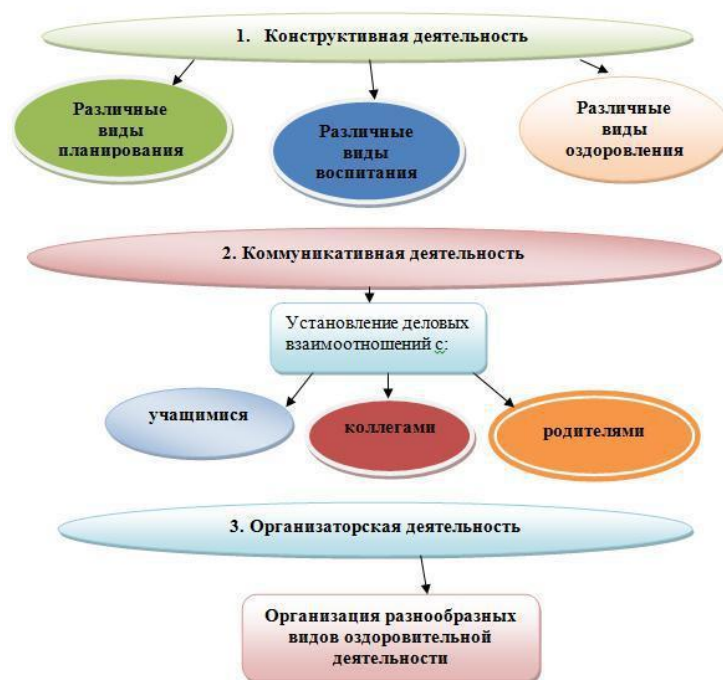 1. Конструктивная деятельность
Различные
виды
планирования
Различные
виды
воспитания
Различные
виды
оздоровления
2. Коммуникативная деятельность
Установление деловых
взаимоотношений с:
учащимися
коллегами
родителями
3. Организаторская деятельность
Организация разнообразных
видов оздоровительной
деятельности